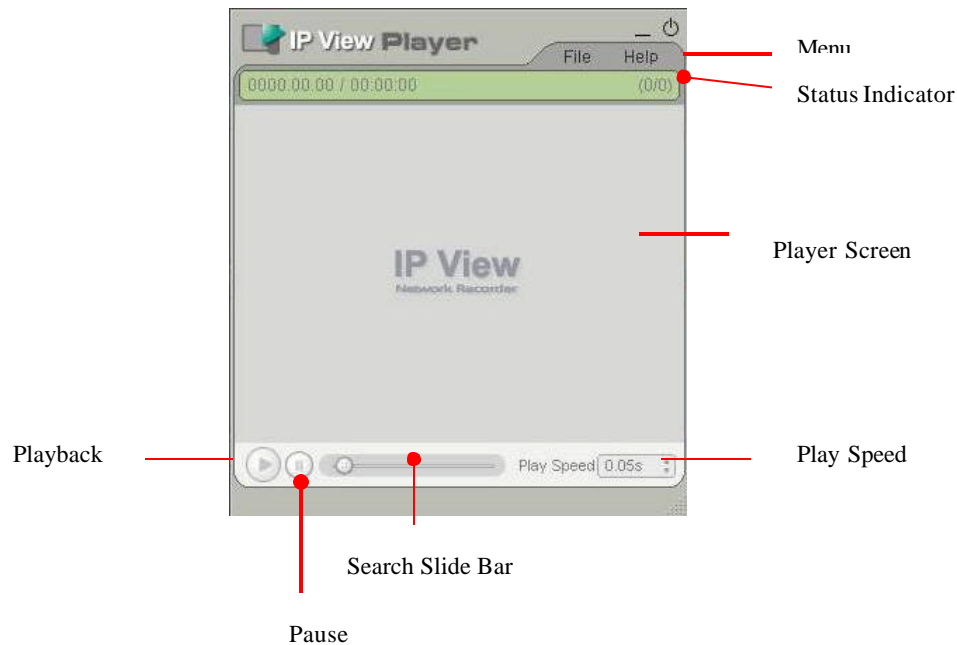 IP View Player
File Help
Menu
0000.00.00 / 00:00:00 (0/0)
Status Indicator
Player Screen
IP View
Network Recorder
Playback
Play Speed 0.05s
Play Speed
Search Slide Bar
Pause